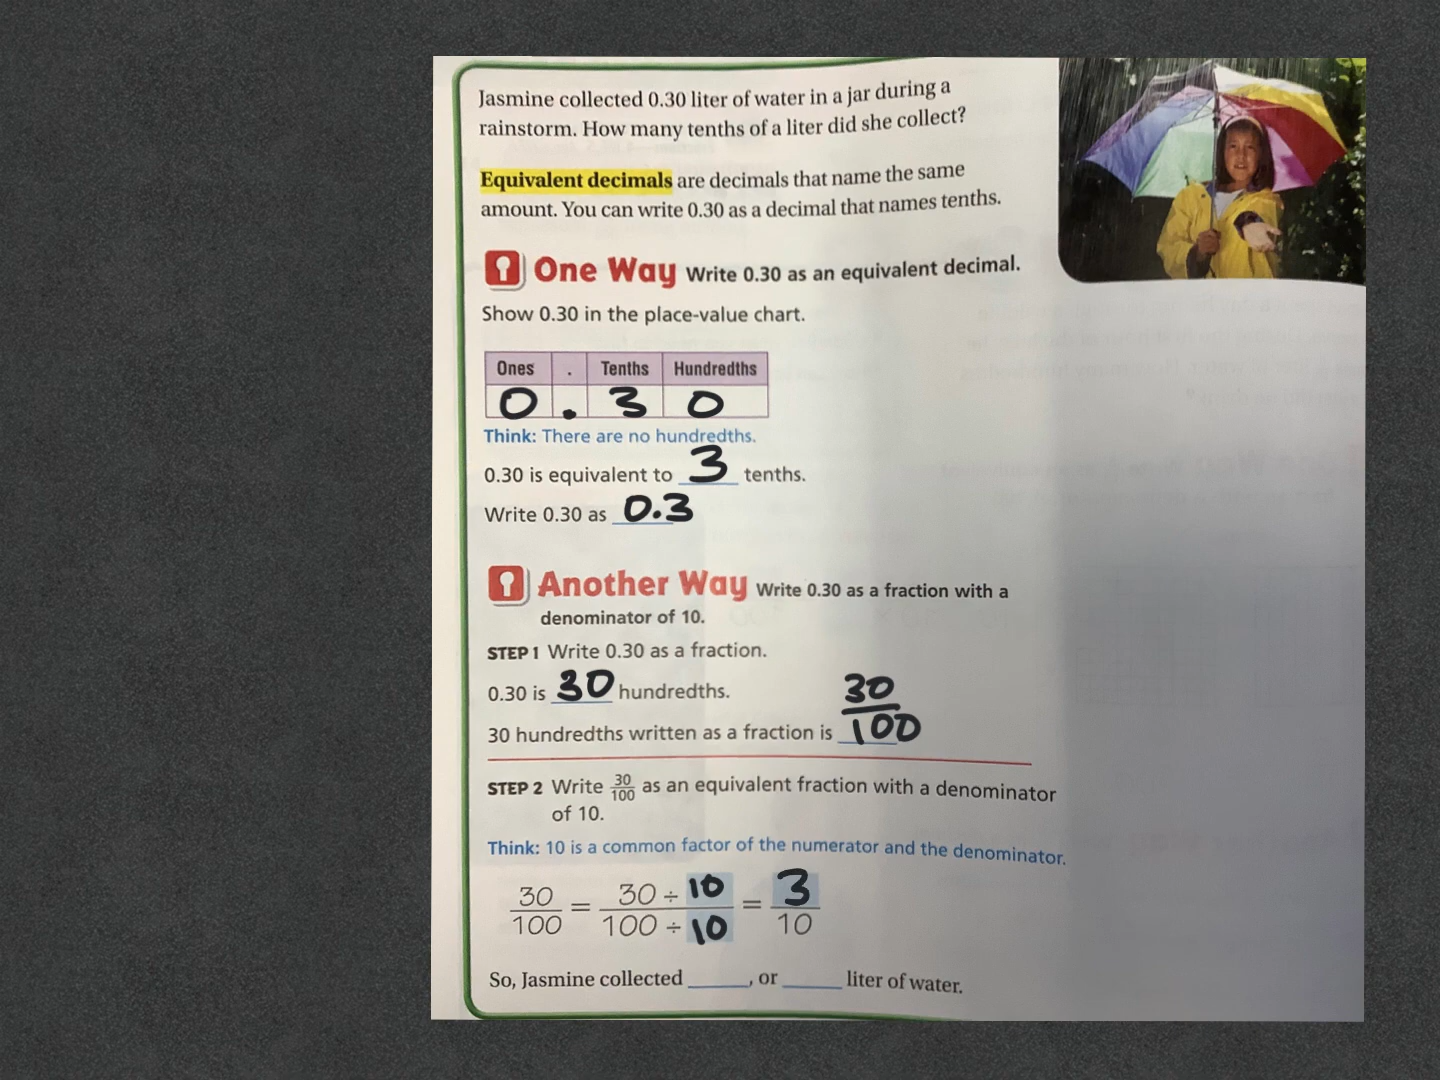 Jasmine collected 0.30 liter of water in a jar during a
rainstorm. How many tenths of a liter did she collect?
Equivalent decimals are decimals that name the same
amount. You can write 0.30 as a decimal that names tenths.
One Way Write 0.30 as an equivalent decimal.
Show 0.30 in the place-value chart.
Ones . Tenths Hundredths
0 . 3 0
Think: There are no hundredths.
0.30 is equivalent to 3 tenths.
Write 0.30 as 0.3
Another Way Write 0.30 as a fraction with a
denominator of 10.
STEP 1 Write 0.30 as a fraction.
0.30 is 30 hundredths.
30 hundredths written as a fraction is 30/100
STEP 2 Write 30/100 as an equivalent fraction with a denominator
of 10.
Think: 10 is a common factor of the numerator and the denominator.
30/100 = 30 ÷ 10 / 100 ÷ 10 = 3/10
So, Jasmine collected ____, or ____ liter of water.